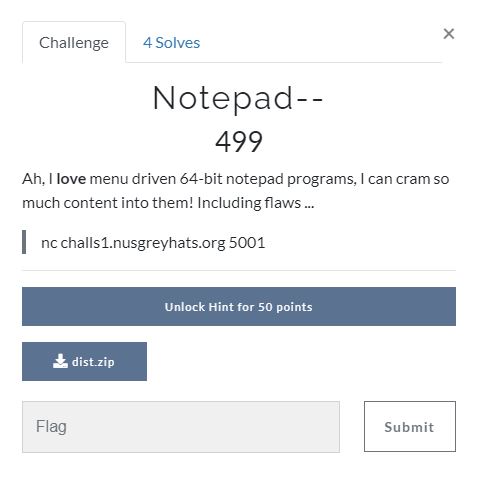 Challenge
4 Solves
×
Notepad--
499
Ah, I love menu driven 64-bit notepad programs, I can cram so
much content into them! Including flaws ...
nc challs1.nusgreyhats.org 5001
Unlock Hint for 50 points
dist.zip
Flag
Submit